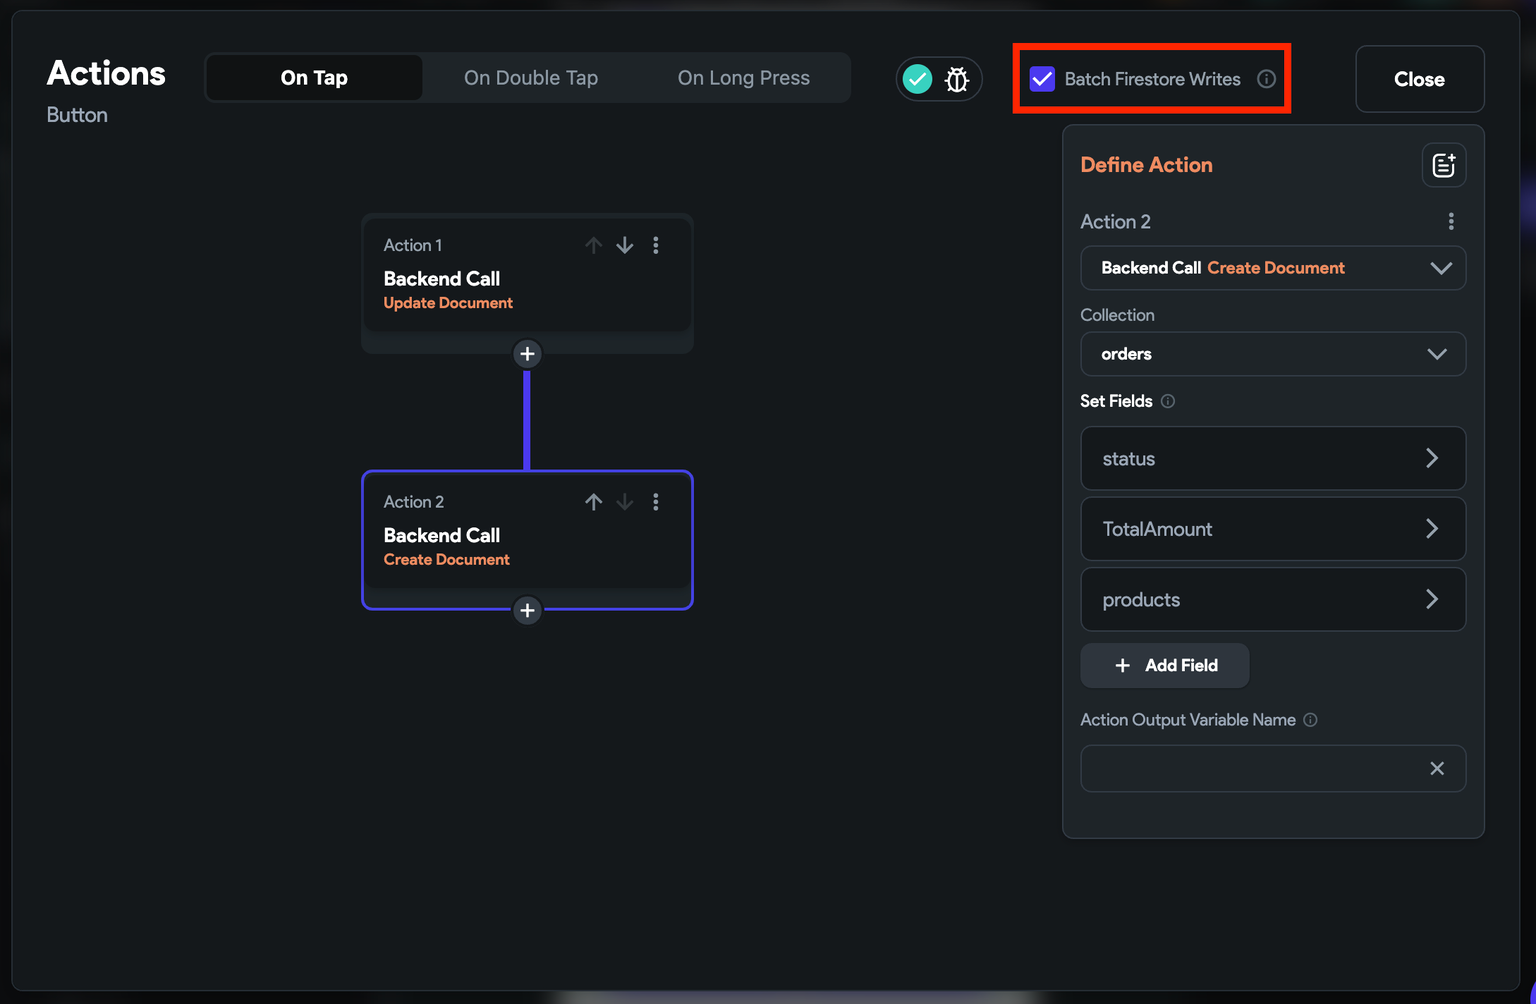 Actions
Button
On Tap
On Double Tap
On Long Press
Batch Firestore Writes
Close
Action 1
Backend Call
Update Document
Action 2
Backend Call
Create Document
Define Action
Action 2
Backend Call Create Document
Collection
orders
Set Fields
status
TotalAmount
products
Add Field
Action Output Variable Name